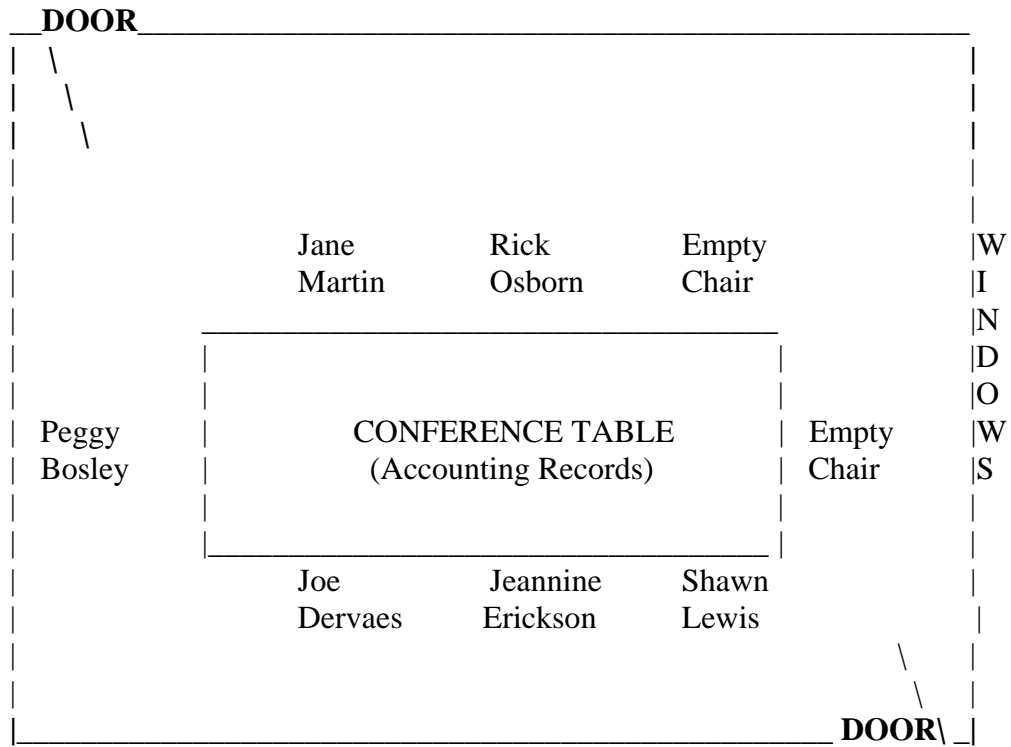 DOOR
Jane Rick Empty
Martin Osborn Chair
WINDOWS
Peggy CONFERENCE TABLE Empty
Bosley (Accounting Records) Chair
Joe Jeannine Shawn
Dervaes Erickson Lewis
DOOR